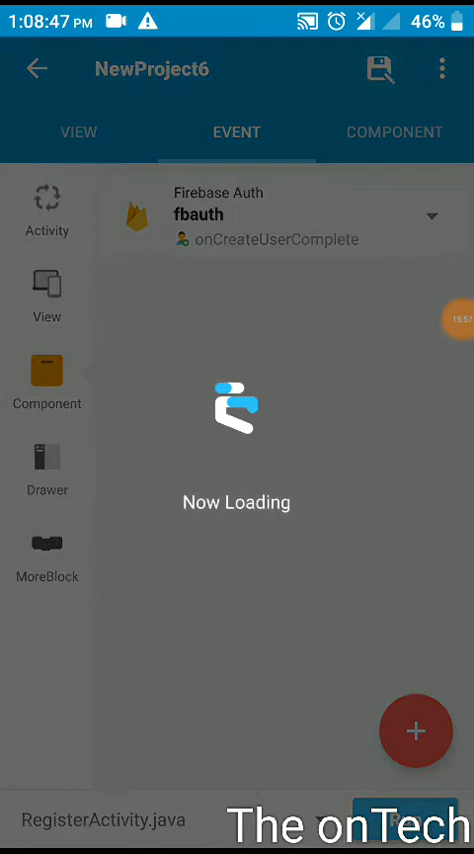 1:08:47 PM 46%
NewProject6
VIEW EVENT COMPONENT
Activity
Firebase Auth
fbauth
onCreateUserComplete
View
15:57
Component
Now Loading
Drawer
MoreBlock
RegisterActivity.java
The onTech